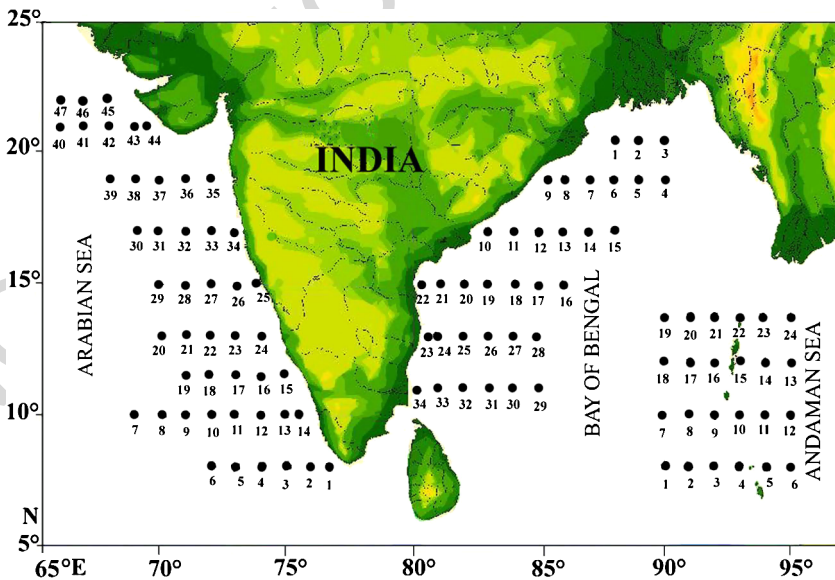 25°
47 46 45
40 41 42 43 44
20°
INDIA
1 2 3
39 38 37 36 35
9 8 7 6 5 4
30 31 32 33 34
10 11 12 13 14 15
ARABIAN SEA
15°
29 28 27 26 25
22 21 20 19 18 17 16
BAY OF BENGAL
20 21 22 23 24
23 24 25 26 27 28
19 20 21 22 23 24
19 18 17 16 15
18 17 16 15 14 13
ANDAMAN SEA
34 33 32 31 30 29
10°
7 8 9 10 11 12 13 14
7 8 9 10 11 12
6 5 4 3 2 1
1 2 3 4 5 6
N
5°
65°E 70° 75° 80° 85° 90° 95°